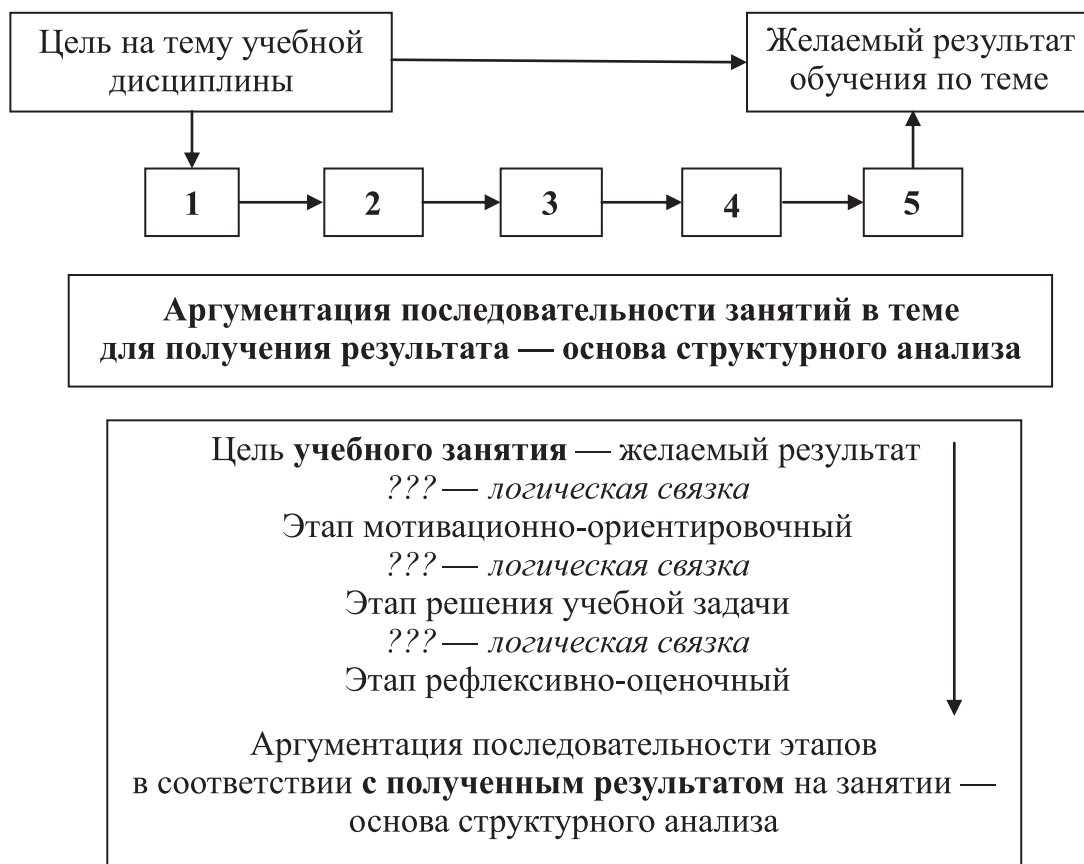 Цель на тему учебной
дисциплины
Желаемый результат
обучения по теме
1
2
3
4
5
Аргументация последовательности занятий в теме
для получения результата — основа структурного анализа
Цель учебного занятия — желаемый результат
??? — логическая связка
Этап мотивационно-ориентировочный
??? — логическая связка
Этап решения учебной задачи
??? — логическая связка
Этап рефлексивно-оценочный
Аргументация последовательности этапов
в соответствии с полученным результатом на занятии —
основа структурного анализа